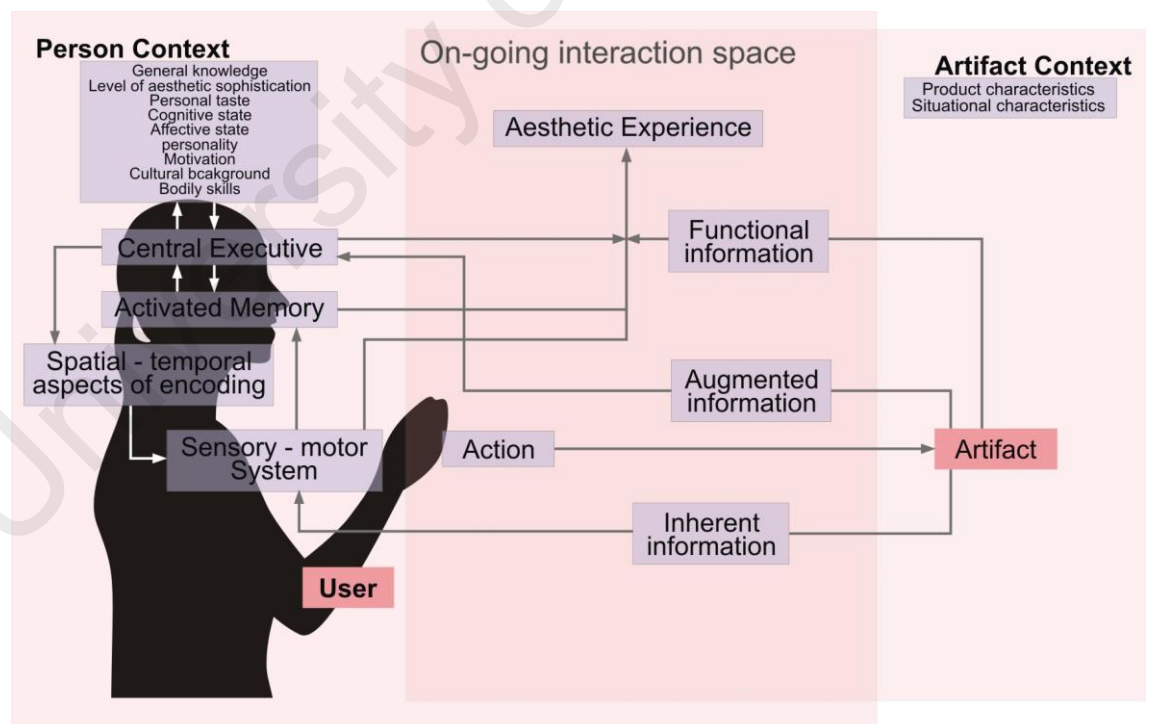 Person Context
General knowledge
Level of aesthetic sophistication
Personal taste
Cognitive state
Affective state
personality
Motivation
Cultural bcakground
Bodily skills
Central Executive
Activated Memory
Spatial - temporal
aspects of encoding
Sensory - motor
System
User
On-going interaction space
Aesthetic Experience
Functional
information
Augmented
information
Action
Inherent
information
Artifact Context
Product characteristics
Situational characteristics
Artifact
University